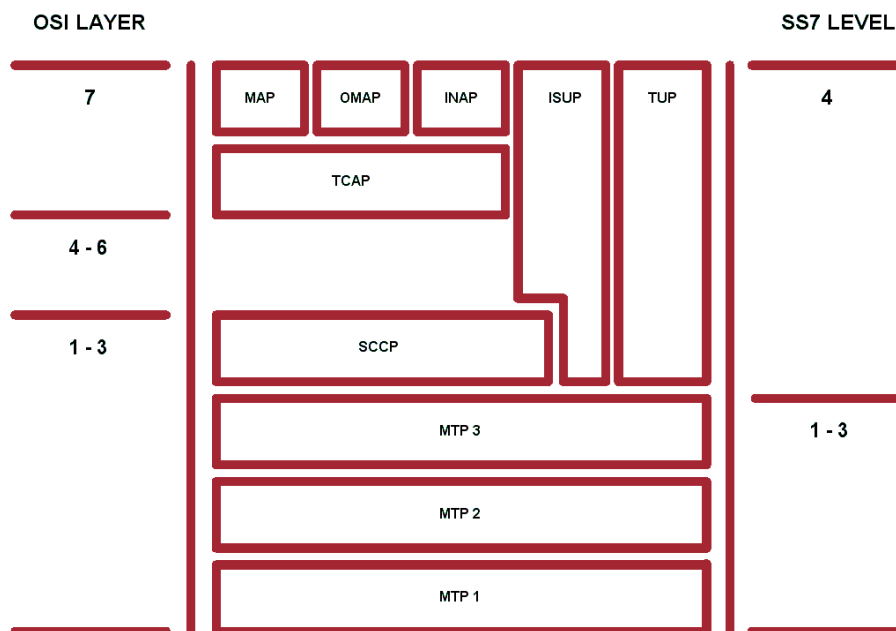 OSI LAYER
SS7 LEVEL
7
MAP
OMAP
INAP
ISUP
TUP
4
TCAP
4 - 6
1 - 3
SCCP
MTP 3
1 - 3
MTP 2
MTP 1